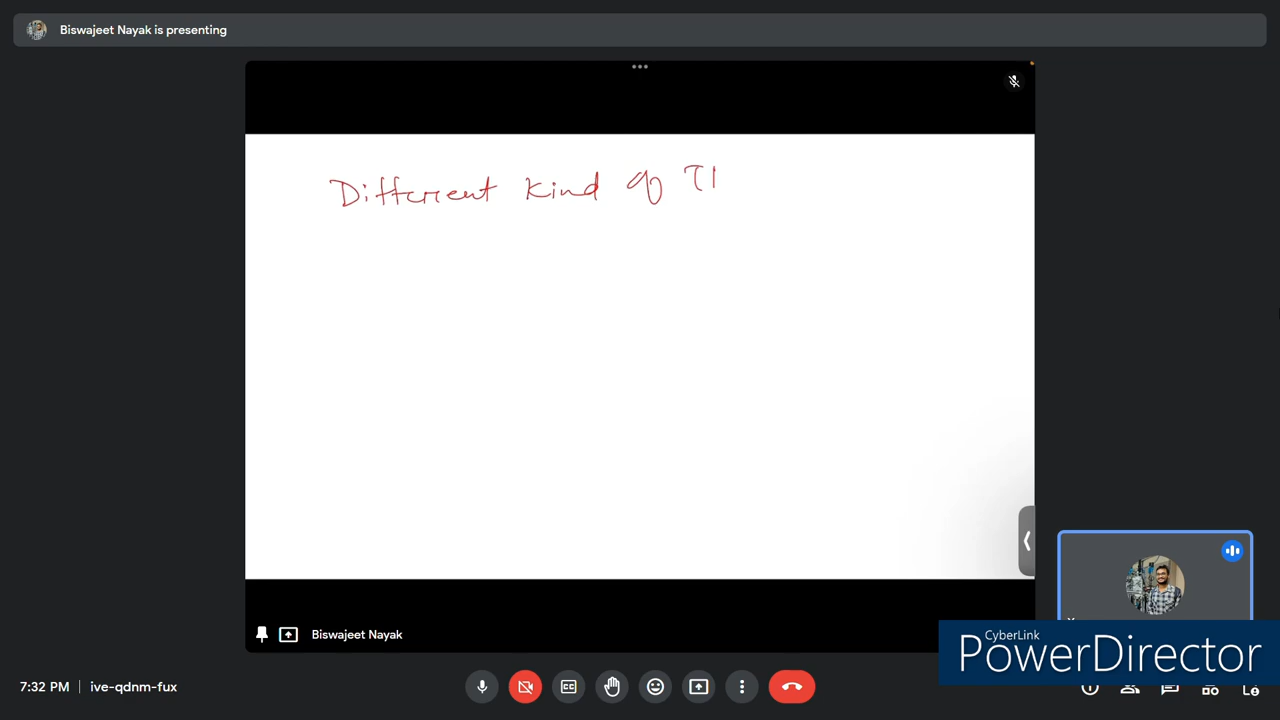 Biswajeet Nayak is presenting
Different Kind of
Biswajeet Nayak
CyberLink
PowerDirector
7:32 PM | ive-qdnm-fux